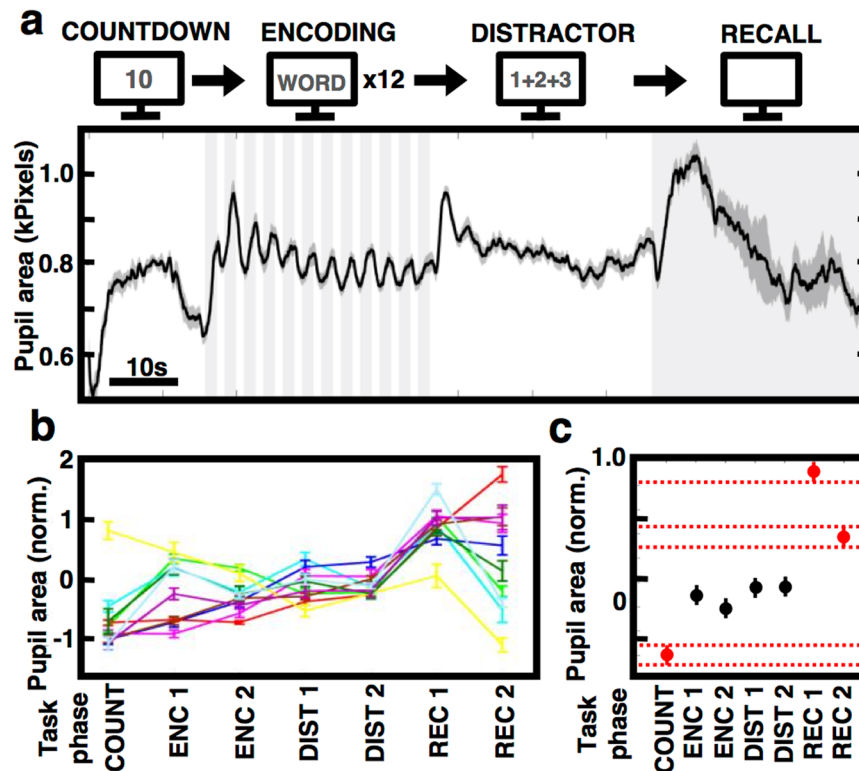 a
COUNTDOWN ENCODING DISTRACTOR RECALL
10 WORD x12 1+2+3
Pupil area (kPixels)
1.0
0.8
0.6
10s
b
Pupil area (norm.)
2
1
0
-1
Task phase
COUNT
ENC 1
ENC 2
DIST 1
DIST 2
REC 1
REC 2
c
Pupil area (norm.)
1.0
0
Task phase
COUNT
ENC 1
ENC 2
DIST 1
DIST 2
REC 1
REC 2